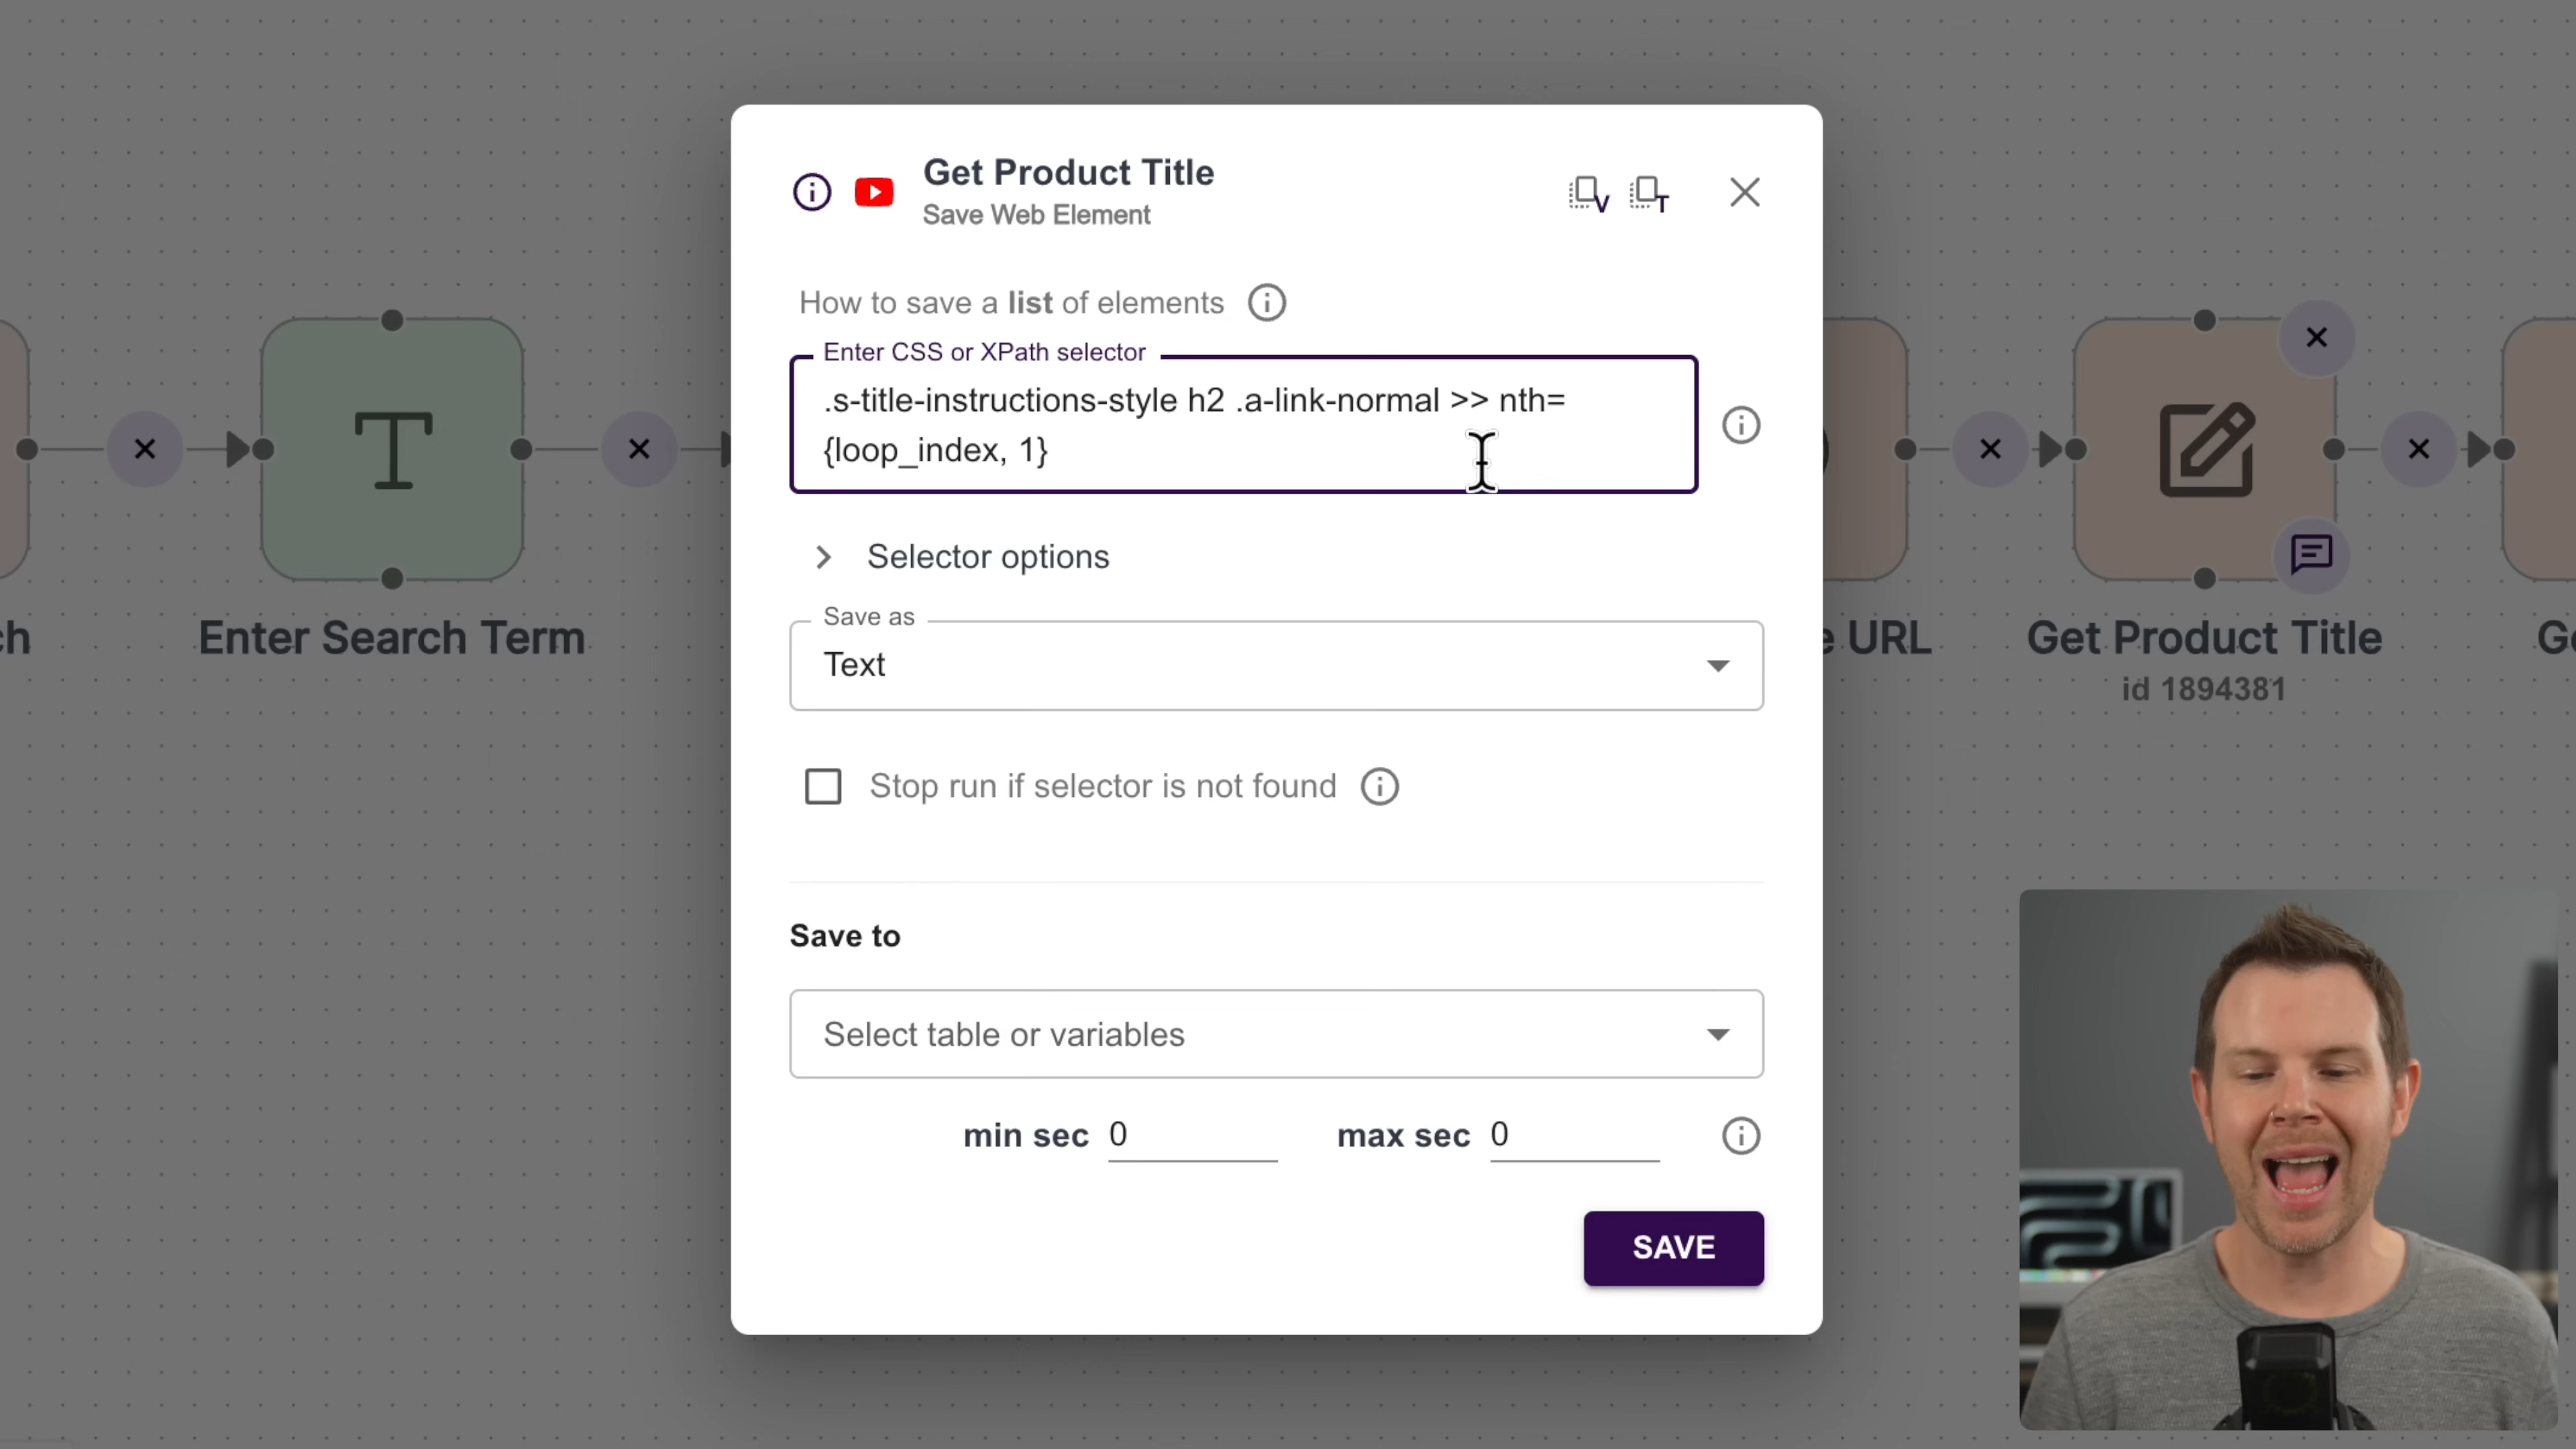 Get Product Title
Save Web Element
How to save a list of elements
Enter CSS or XPath selector
.s-title-instructions-style h2 .a-link-normal >> nth=
{loop_index, 1}
Selector options
Save as
Text
Stop run if selector is not found
Save to
Select table or variables
min sec 0 max sec 0
SAVE
ch
T
Enter Search Term
e URL
Get Product Title
id 1894381
Ge